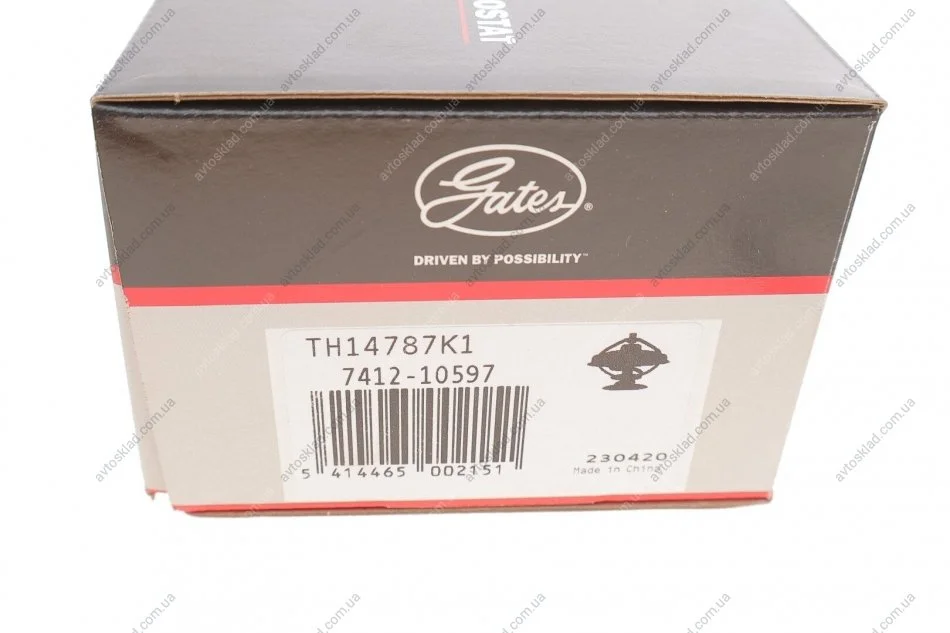 OSTAT
Gates®
DRIVEN BY POSSIBILITY™
TH14787K1
7412-10597
5 414465 002151
230420
Made in China
avtosklad.com.ua